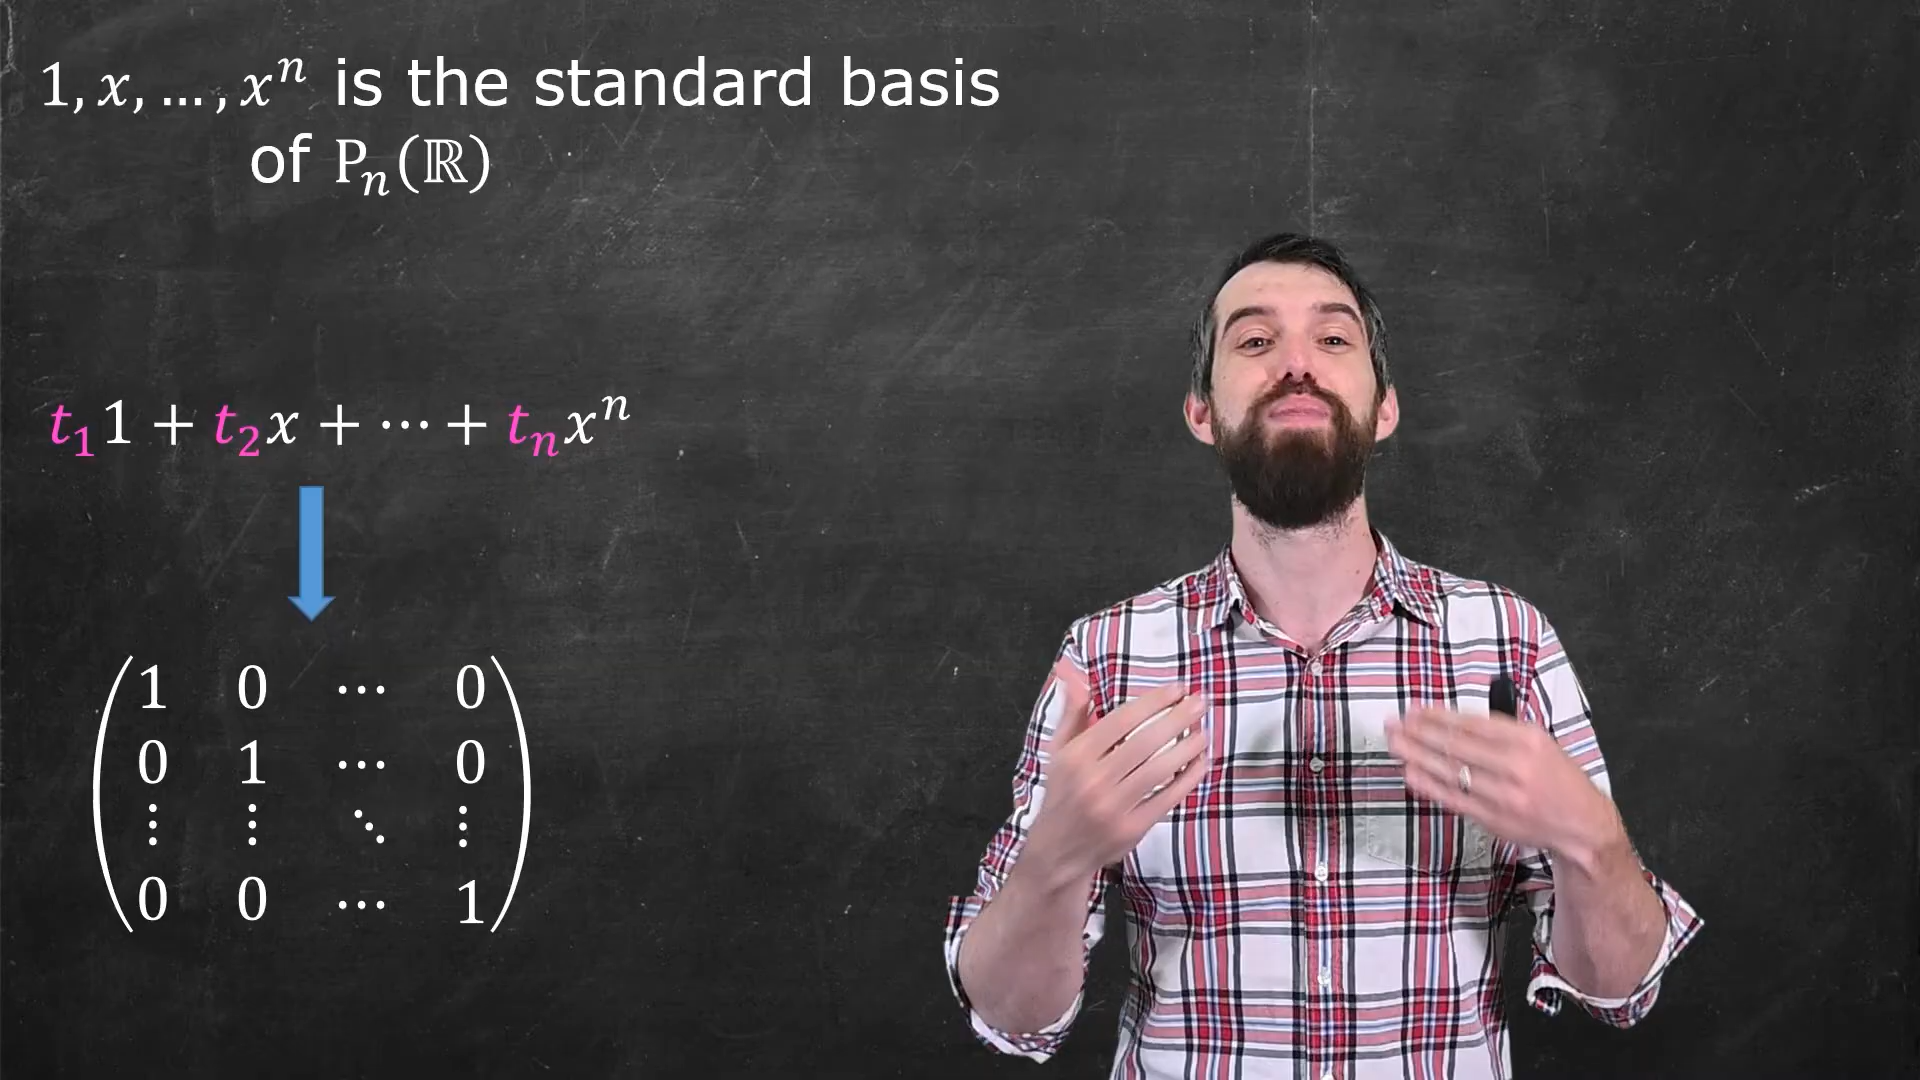 1, x, … , xⁿ is the standard basis
of Pₙ(ℝ)
t₁1 + t₂x + ⋯ + tₙxⁿ
1 0 ⋯ 0
0 1 ⋯ 0
⋮ ⋮ ⋱ ⋮
0 0 ⋯ 1